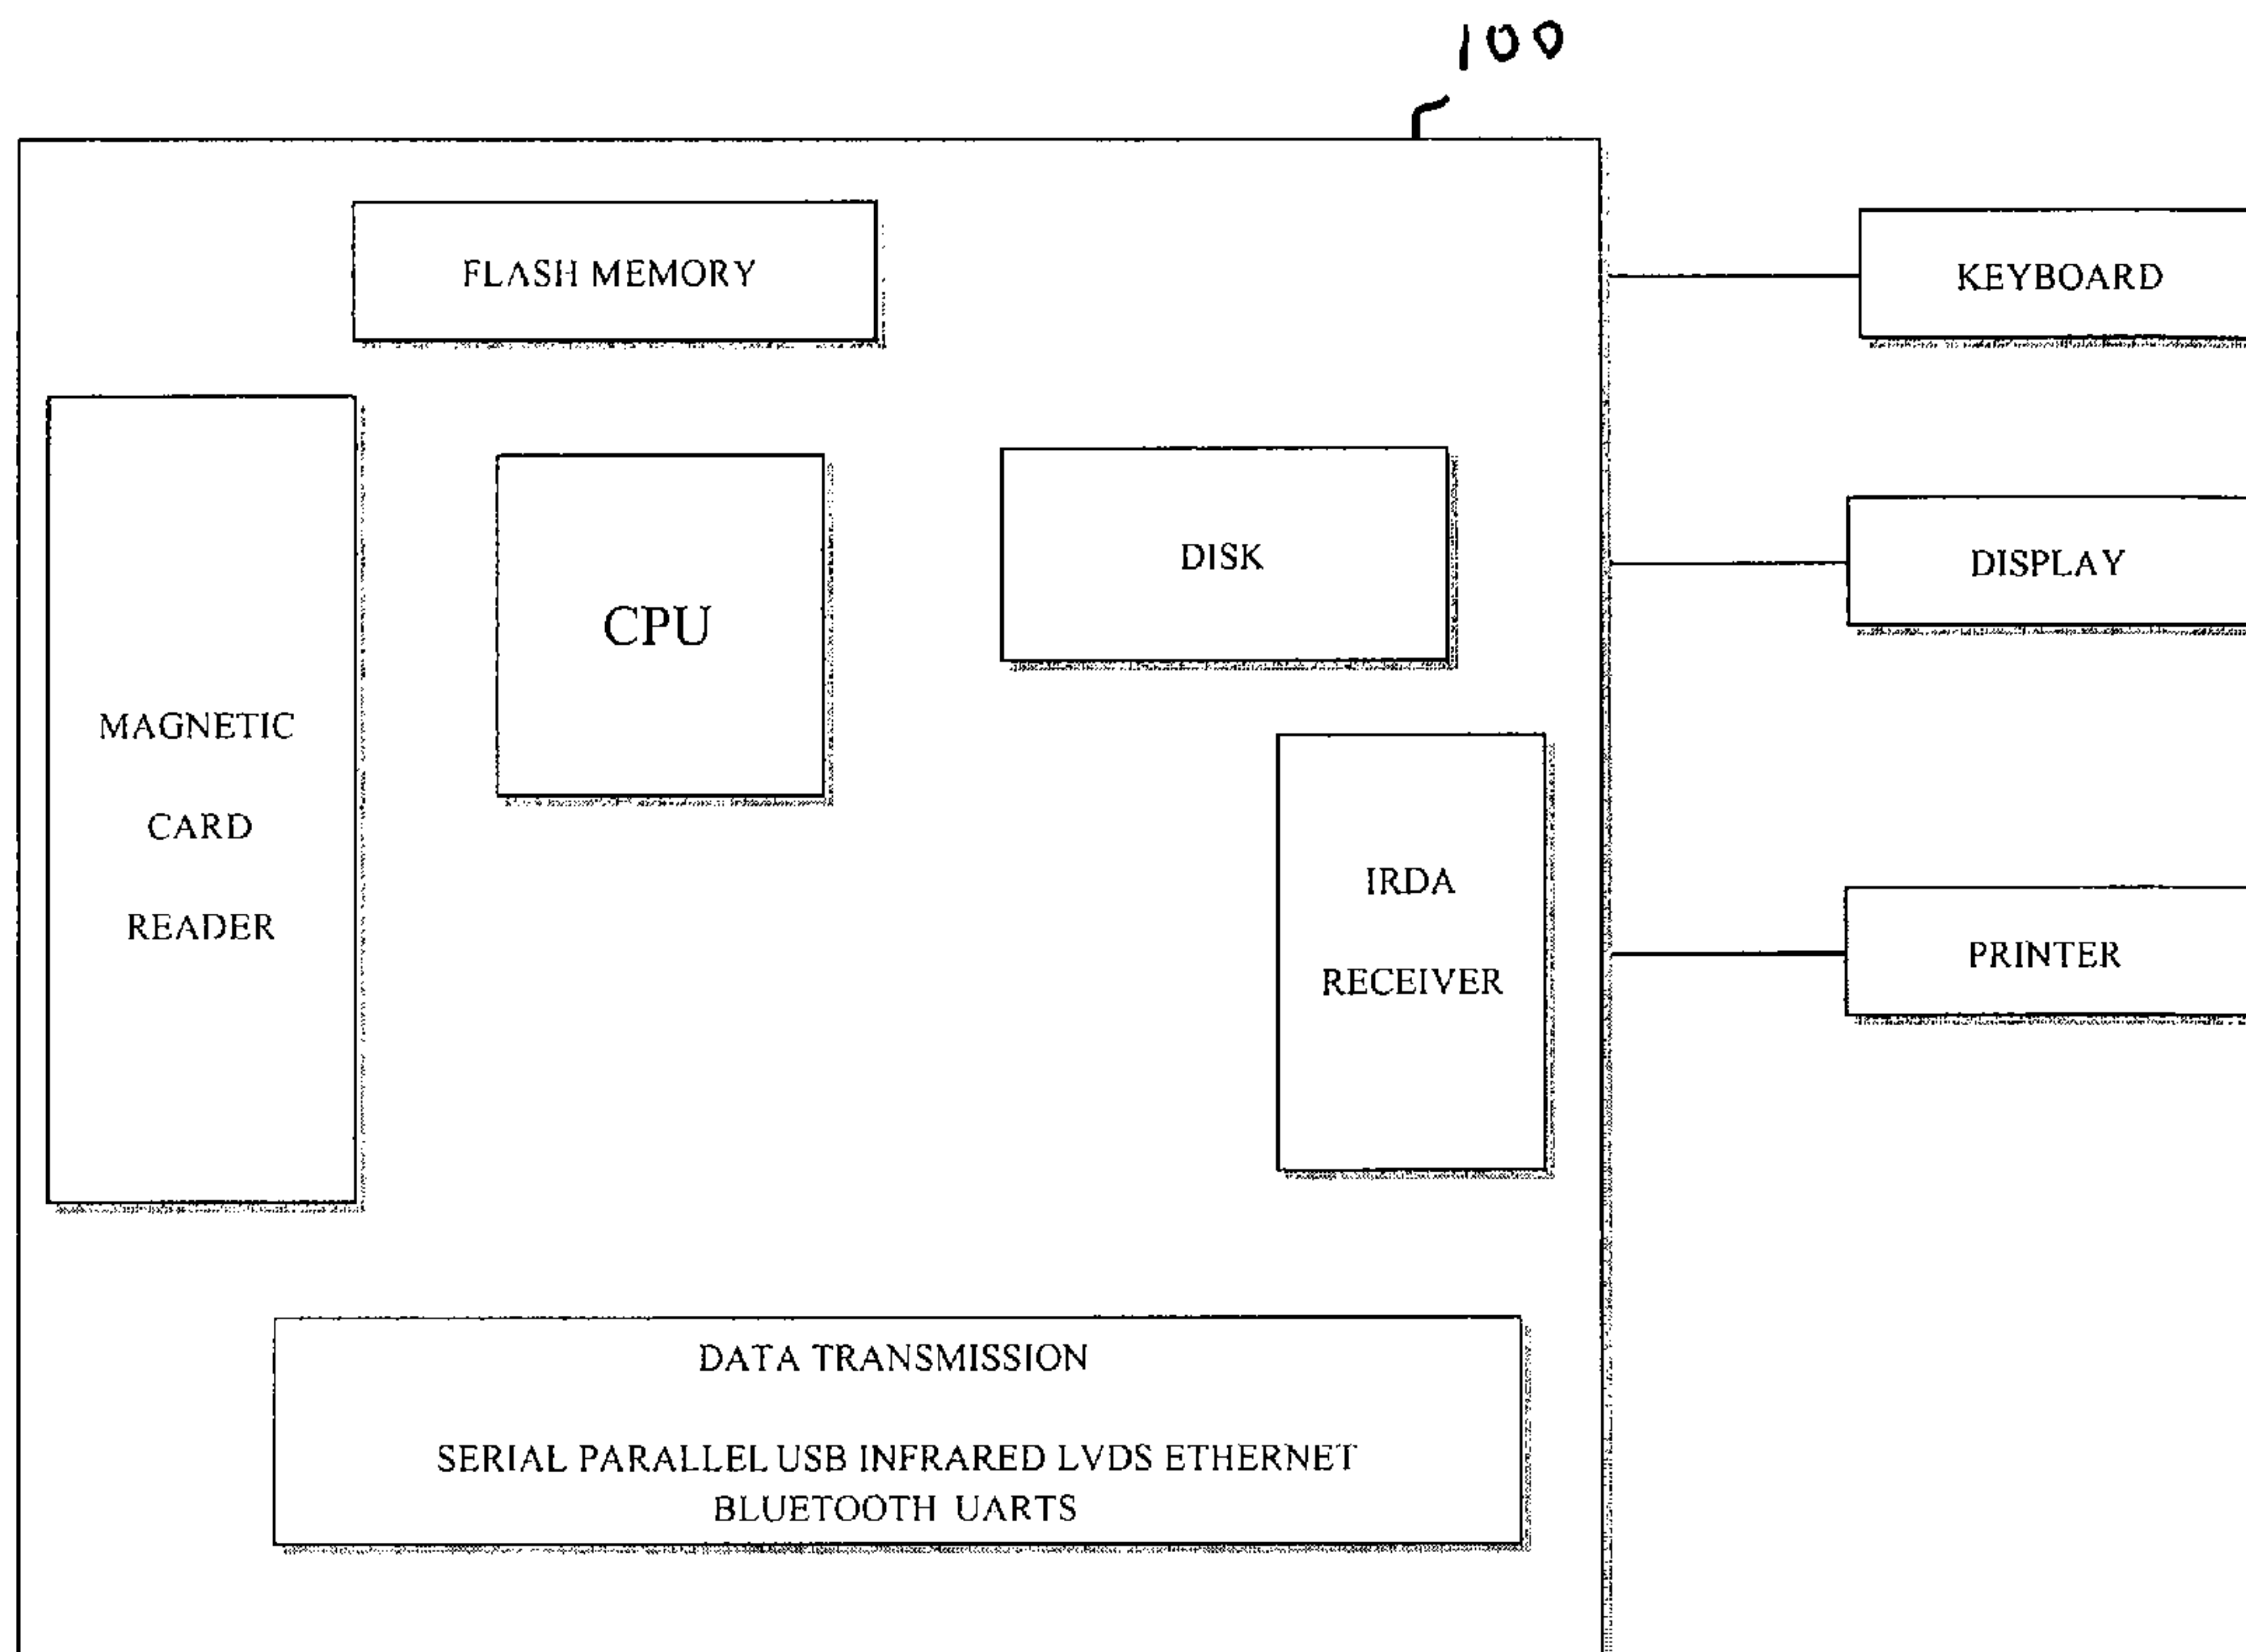 100
FLASH MEMORY
KEYBOARD
DISK
DISPLAY
CPU
MAGNETIC
CARD
READER
IRDA
RECEIVER
PRINTER
DATA TRANSMISSION
SERIAL PARALLEL USB INFRARED LVDS ETHERNET
BLUETOOTH UARTS